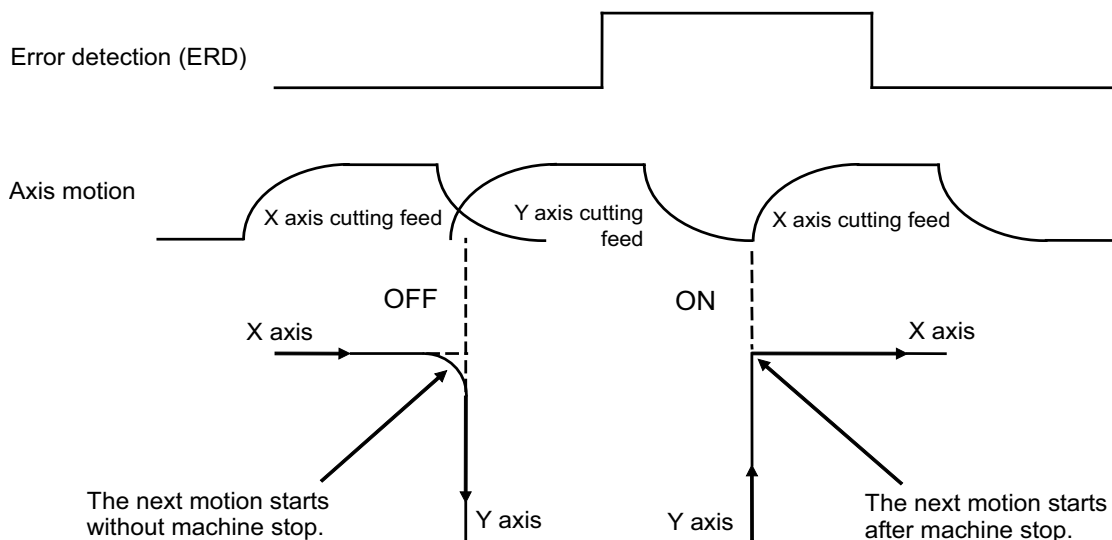 Error detection (ERD)
Axis motion
X axis cutting feed
Y axis cutting
feed
X axis cutting feed
OFF
ON
X axis
X axis
The next motion starts
without machine stop.
Y axis
Y axis
The next motion starts
after machine stop.